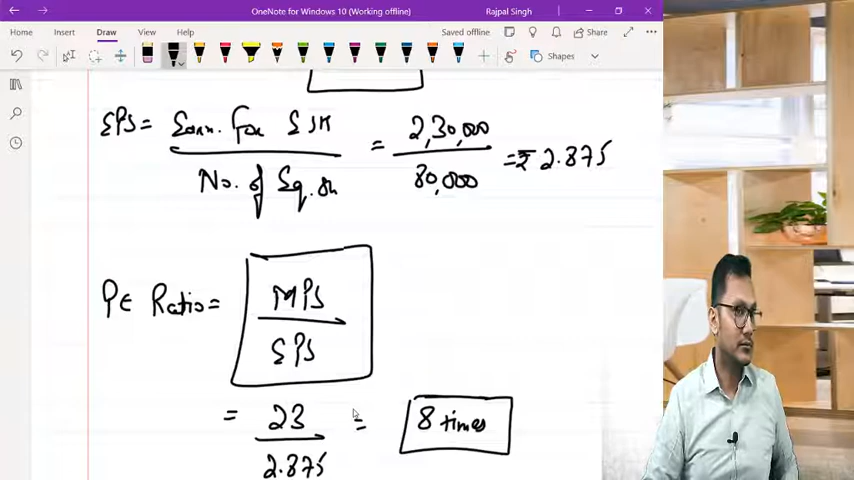 OneNote for Windows 10 (Working offline)
Rajpal Singh
Home Insert Draw View Help
Saved offline
Share
Shapes
EPS = Earn. For ESH / No. of Eq. Sh = 2,30,000 / 80,000 = ₹ 2.875
PE Ratio = MPS / EPS
= 23 / 2.875 = 8 times